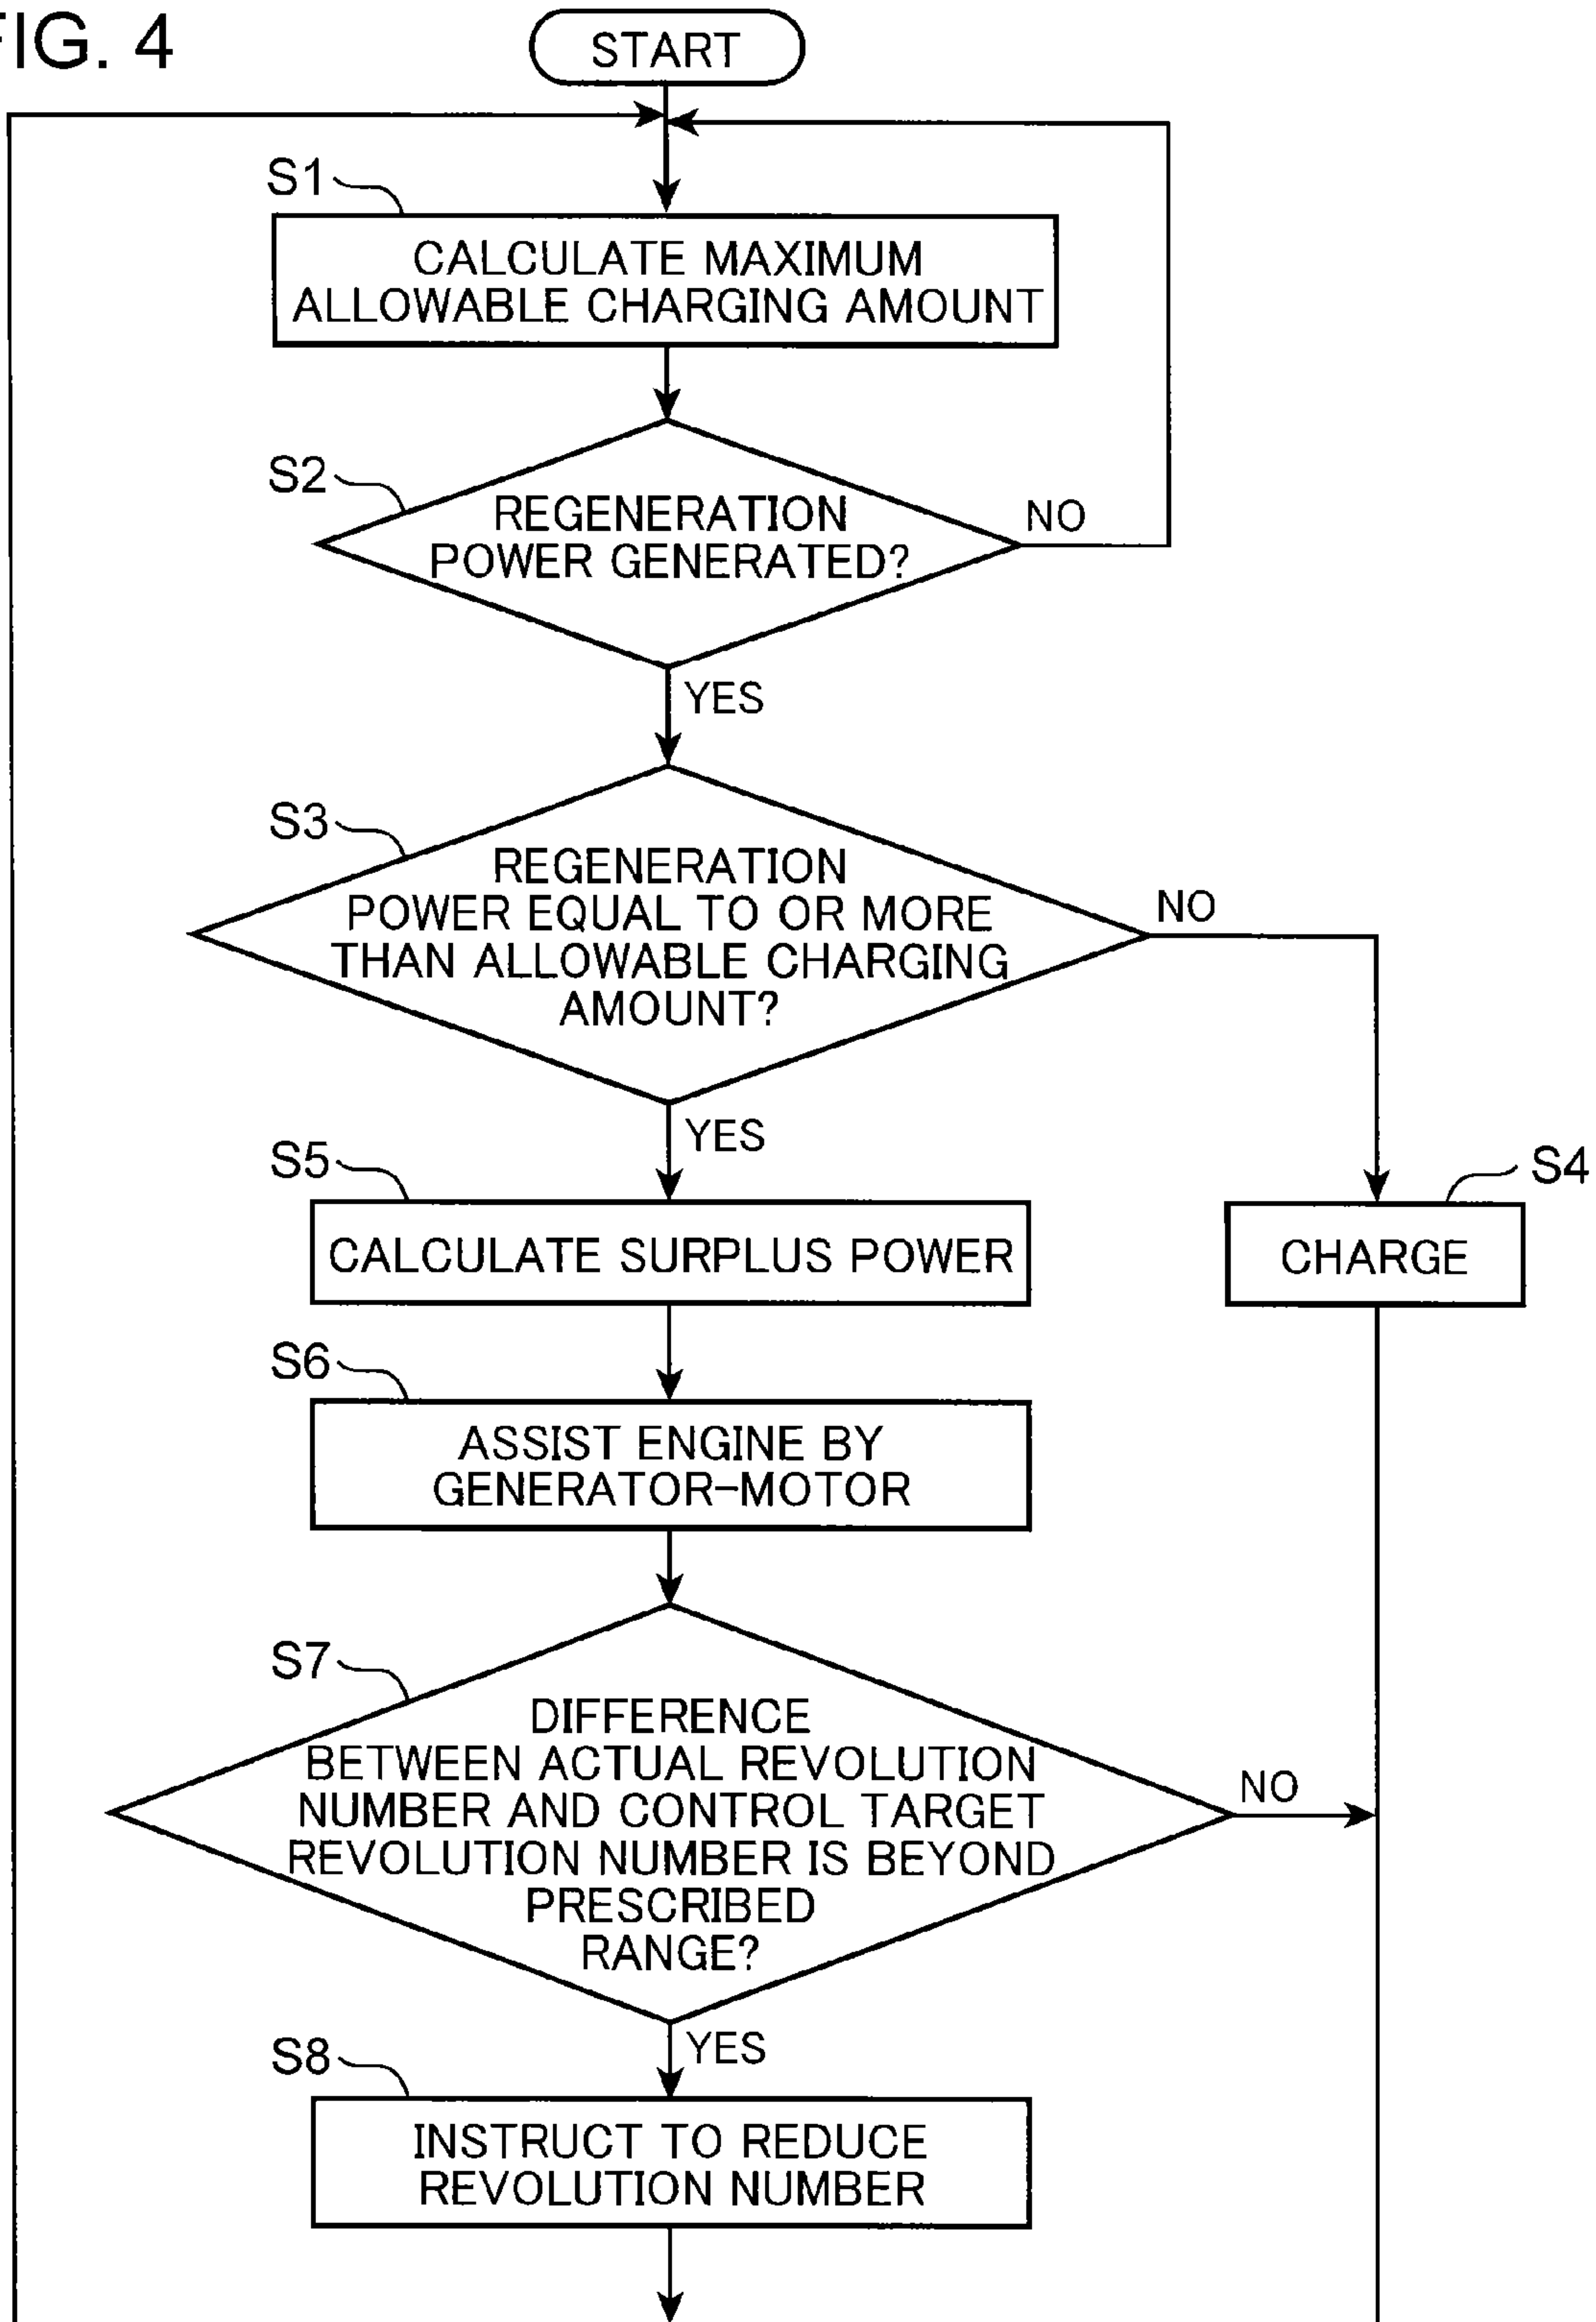 FIG. 4
START
S1
CALCULATE MAXIMUM
ALLOWABLE CHARGING AMOUNT
S2
REGENERATION
POWER GENERATED?
NO
YES
S3
REGENERATION
POWER EQUAL TO OR MORE
THAN ALLOWABLE CHARGING
AMOUNT?
NO
YES
S5
CALCULATE SURPLUS POWER
S4
CHARGE
S6
ASSIST ENGINE BY
GENERATOR-MOTOR
S7
DIFFERENCE
BETWEEN ACTUAL REVOLUTION
NUMBER AND CONTROL TARGET
REVOLUTION NUMBER IS BEYOND
PRESCRIBED
RANGE?
NO
YES
S8
INSTRUCT TO REDUCE
REVOLUTION NUMBER